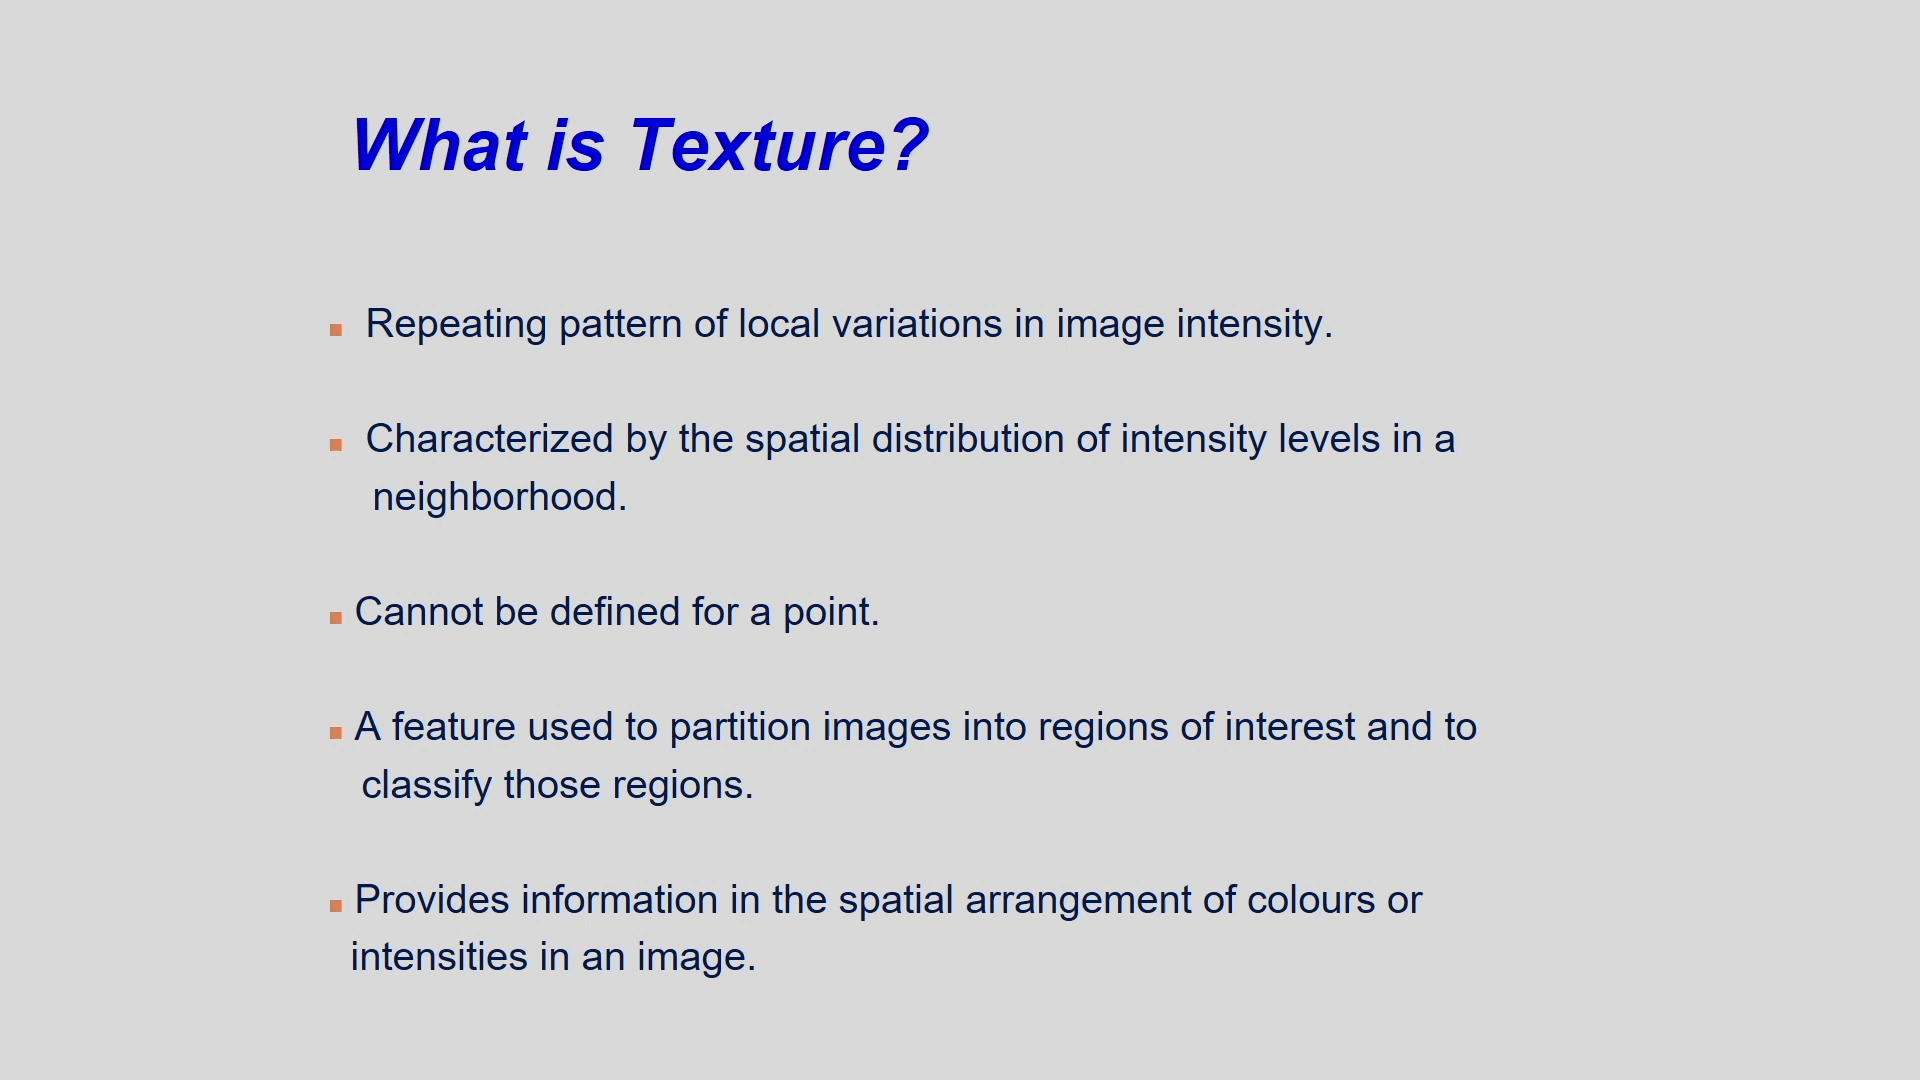 What is Texture?
Repeating pattern of local variations in image intensity.
Characterized by the spatial distribution of intensity levels in a
neighborhood.
Cannot be defined for a point.
A feature used to partition images into regions of interest and to
classify those regions.
Provides information in the spatial arrangement of colours or
intensities in an image.